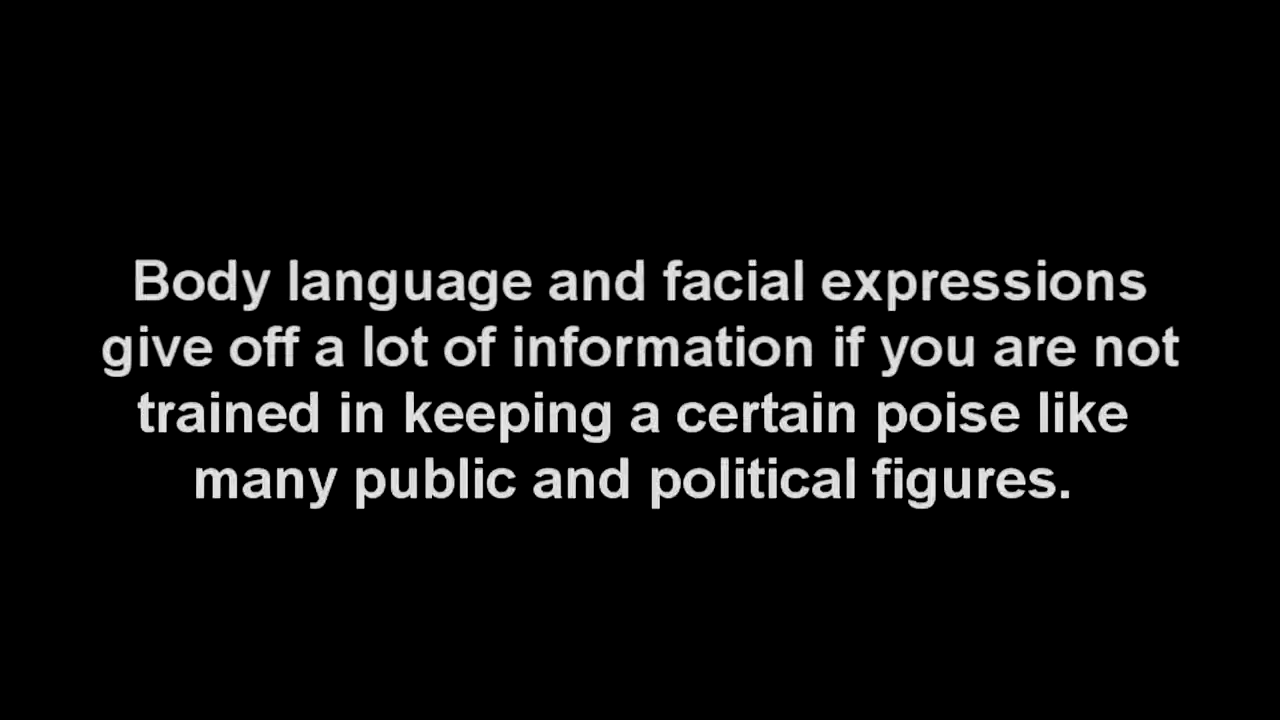 Body language and facial expressions
give off a lot of information if you are not
trained in keeping a certain poise like
many public and political figures.